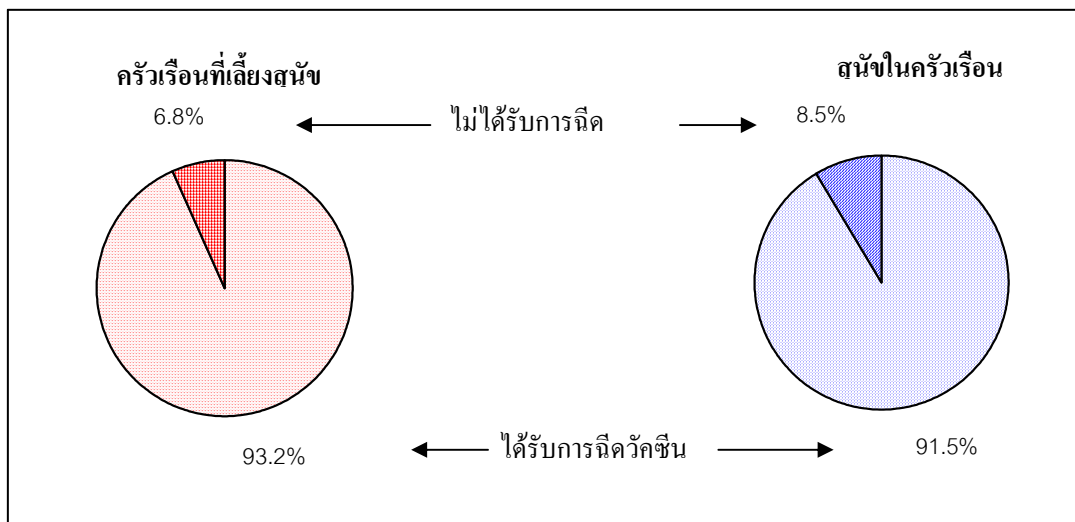 ครัวเรือนที่เลี้ยงสุนัข
สุนัขในครัวเรือน
6.8%
ไม่ได้รับการฉีด
8.5%
93.2%
ได้รับการฉีดวัคซีน
91.5%